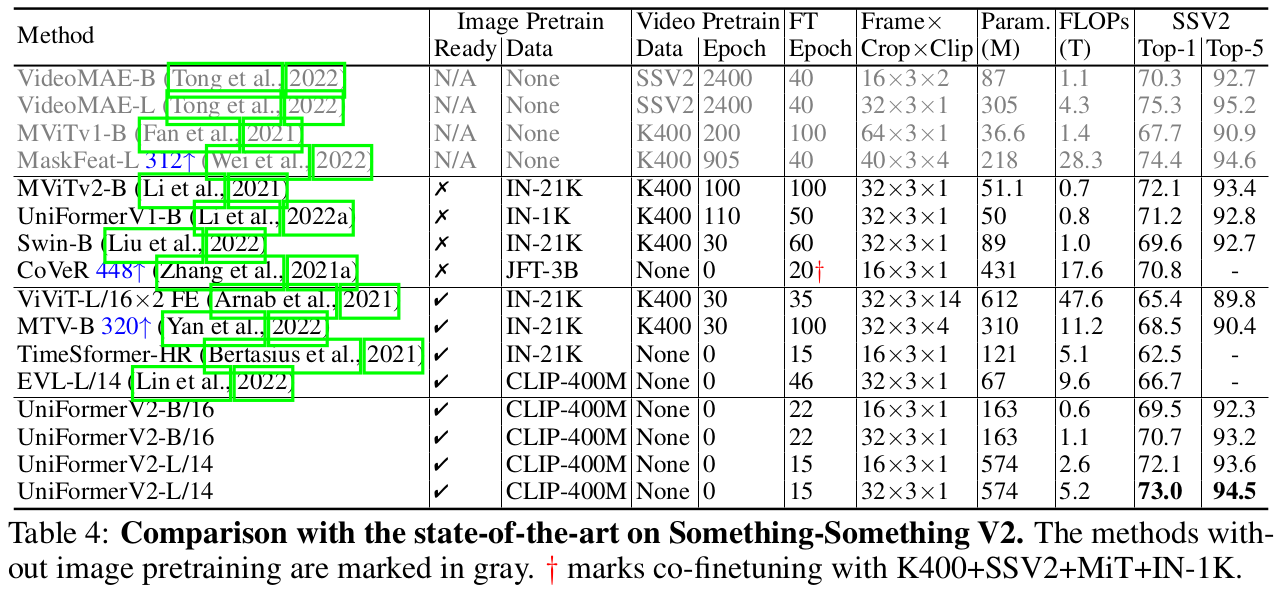 Method Image Pretrain Video Pretrain FT Frame× Param. FLOPs SSV2
Ready Data Data Epoch Epoch Crop×Clip (M) (T) Top-1 Top-5
VideoMAE-B (Tong et al., 2022) N/A None SSV2 2400 40 16×3×2 87 1.1 70.3 92.7
VideoMAE-L (Tong et al., 2022) N/A None SSV2 2400 40 32×3×1 305 4.3 75.3 95.2
MViTv1-B (Fan et al., 2021) N/A None K400 200 100 64×3×1 36.6 1.4 67.7 90.9
MaskFeat-L 312↑ (Wei et al., 2022) N/A None K400 905 40 40×3×4 218 28.3 74.4 94.6
MViTv2-B (Li et al., 2021) ✗ IN-21K K400 100 100 32×3×1 51.1 0.7 72.1 93.4
UniFormerV1-B (Li et al., 2022a) ✗ IN-1K K400 110 50 32×3×1 50 0.8 71.2 92.8
Swin-B (Liu et al., 2022) ✗ IN-21K K400 30 60 32×3×1 89 1.0 69.6 92.7
CoVeR 448↑ (Zhang et al., 2021a) ✗ JFT-3B None 0 20† 16×3×1 431 17.6 70.8 -
ViViT-L/16×2 FE (Arnab et al., 2021) ✔ IN-21K K400 30 35 32×3×14 612 47.6 65.4 89.8
MTV-B 320↑ (Yan et al., 2022) ✔ IN-21K K400 30 100 32×3×4 310 11.2 68.5 90.4
TimeSformer-HR (Bertasius et al., 2021) ✔ IN-21K None 0 15 16×3×1 121 5.1 62.5 -
EVL-L/14 (Lin et al., 2022) ✔ CLIP-400M None 0 46 32×3×1 67 9.6 66.7 -
UniFormerV2-B/16 ✔ CLIP-400M None 0 22 16×3×1 163 0.6 69.5 92.3
UniFormerV2-B/16 ✔ CLIP-400M None 0 22 32×3×1 163 1.1 70.7 93.2
UniFormerV2-L/14 ✔ CLIP-400M None 0 15 16×3×1 574 2.6 72.1 93.6
UniFormerV2-L/14 ✔ CLIP-400M None 0 15 32×3×1 574 5.2 73.0 94.5
Table 4: Comparison with the state-of-the-art on Something-Something V2. The methods with-
out image pretraining are marked in gray. † marks co-finetuning with K400+SSV2+MiT+IN-1K.